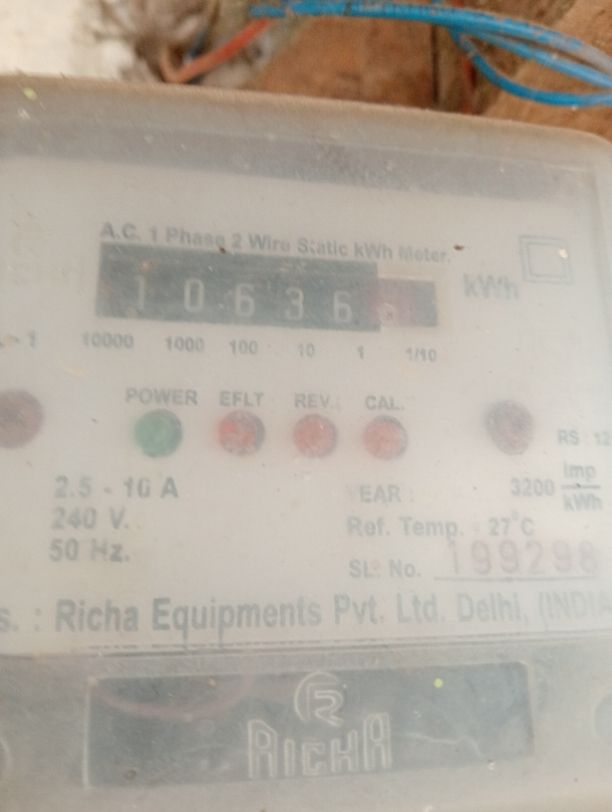 A.C. 1 Phase 2 Wire Static kWh Meter.
1 0 6 3 6 kWh
10000 1000 100 10 1 1/10
POWER EFLT REV. CAL.
2.5 - 10 A
240 V.
50 Hz.
RS : 12
EAR : 3200 imp/kWh
Ref. Temp. 27°C
SL. No. 199298
s. : Richa Equipments Pvt. Ltd. Delhi, (INDIA
R
RICHA